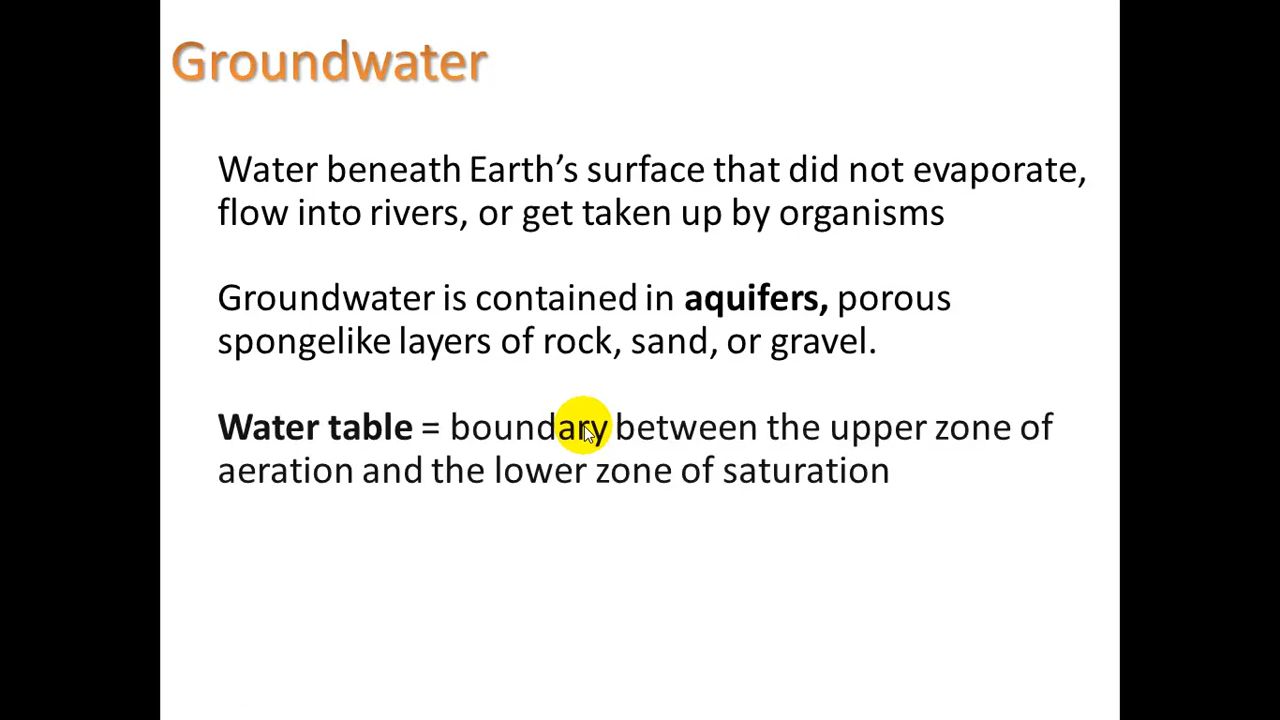 Groundwater
Water beneath Earth’s surface that did not evaporate,
flow into rivers, or get taken up by organisms
Groundwater is contained in aquifers, porous
spongelike layers of rock, sand, or gravel.
Water table = boundary between the upper zone of
aeration and the lower zone of saturation